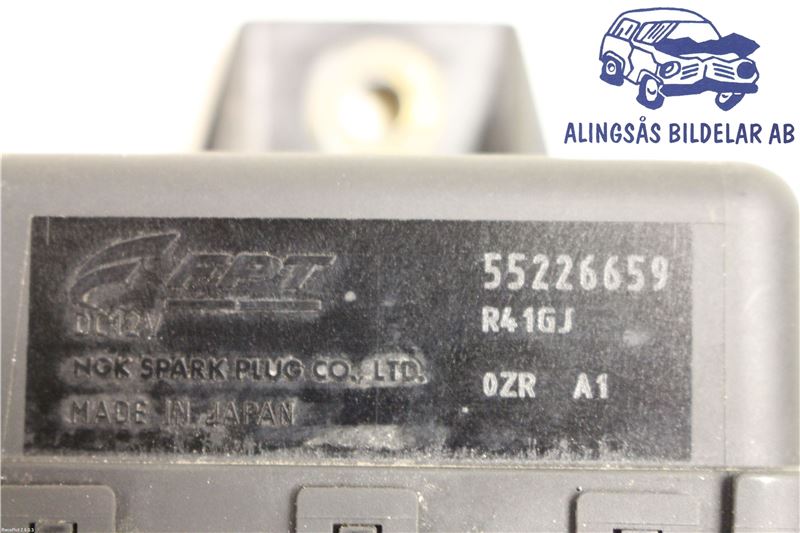 ALINGSÅS BILDELAR AB
FPT
DC12V
NGK SPARK PLUG CO., LTD.
MADE IN JAPAN
55226659
R41GJ
0ZR A1